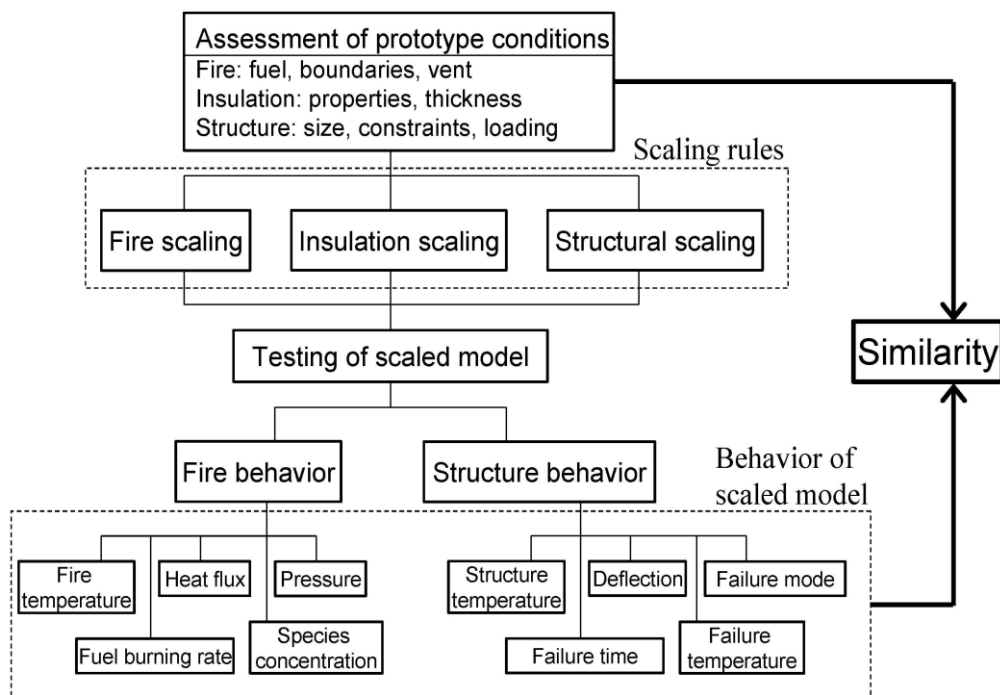 Assessment of prototype conditions
Fire: fuel, boundaries, vent
Insulation: properties, thickness
Structure: size, constraints, loading
Scaling rules
Fire scaling
Insulation scaling
Structural scaling
Testing of scaled model
Similarity
Fire behavior
Structure behavior
Behavior of
scaled model
Fire
temperature
Heat flux
Pressure
Structure
temperature
Deflection
Failure mode
Fuel burning rate
Species
concentration
Failure time
Failure
temperature